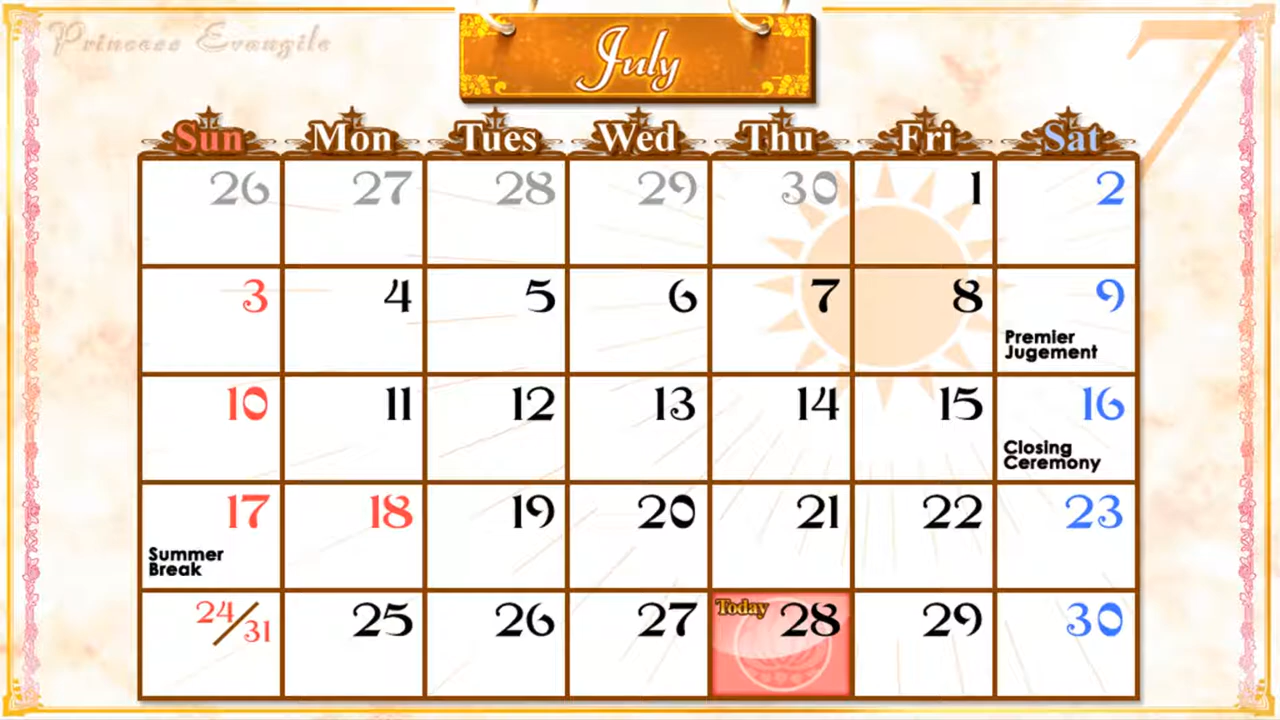 Princess Evangile
July
7
Sun Mon Tues Wed Thu Fri Sat
26 27 28 29 30 1 2
3 4 5 6 7 8 9
Premier
Jugement
10 11 12 13 14 15 16
Closing
Ceremony
17 18 19 20 21 22 23
Summer
Break
24/31 25 26 27 Today 28 29 30